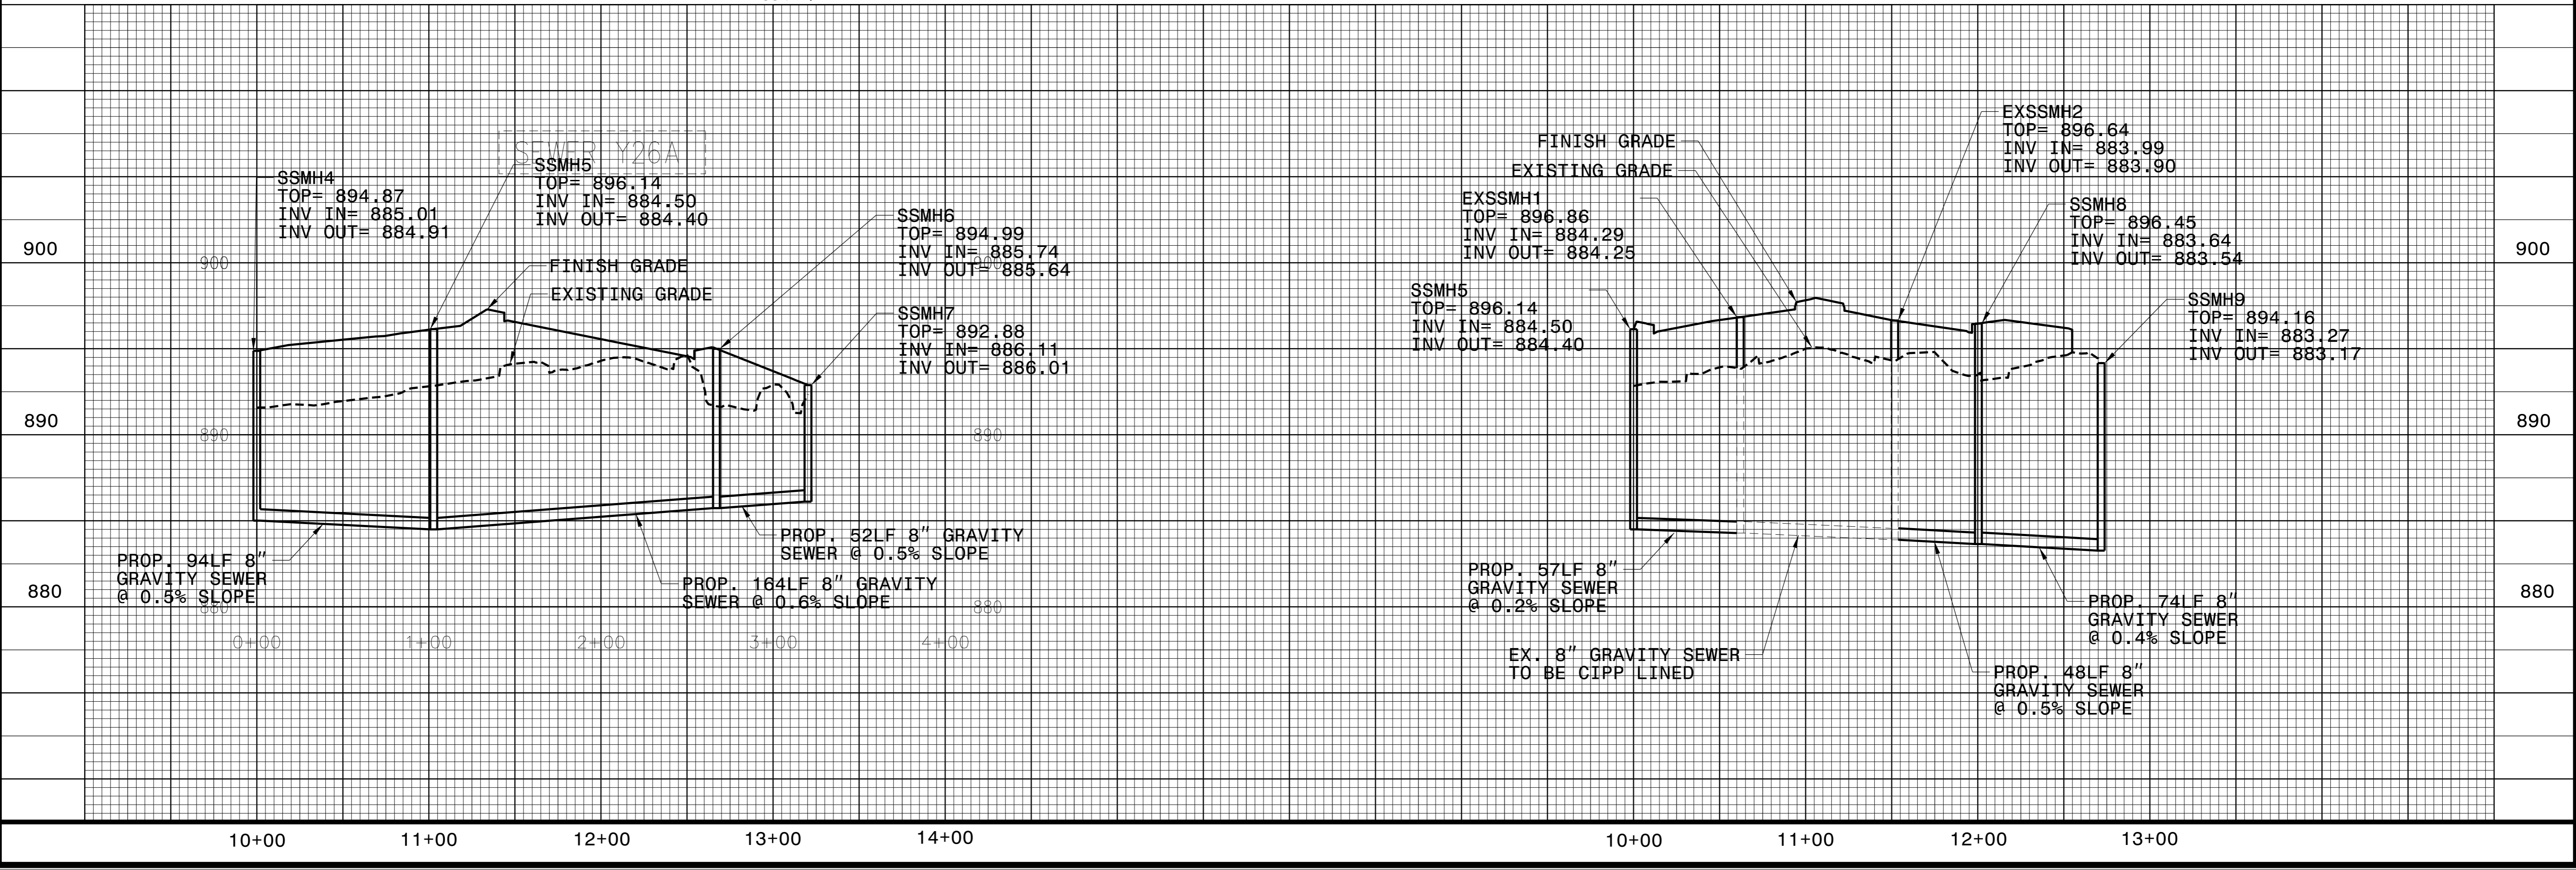 SEWER Y26A
SSMH4
TOP= 894.87
INV IN= 885.01
INV OUT= 884.91
SSMH5
TOP= 896.14
INV IN= 884.50
INV OUT= 884.40
SSMH6
TOP= 894.99
INV IN= 885.74
INV OUT= 885.64
SSMH7
TOP= 892.88
INV IN= 886.11
INV OUT= 886.01
FINISH GRADE
EXISTING GRADE
900
890
880
900
890
880
900
890
880
PROP. 94LF 8"
GRAVITY SEWER
@ 0.5% SLOPE
PROP. 52LF 8" GRAVITY
SEWER @ 0.5% SLOPE
PROP. 164LF 8" GRAVITY
SEWER @ 0.6% SLOPE
0+00 1+00 2+00 3+00 4+00
FINISH GRADE
EXISTING GRADE
EXSSMH1
TOP= 896.86
INV IN= 884.29
INV OUT= 884.25
SSMH5
TOP= 896.14
INV IN= 884.50
INV OUT= 884.40
EXSSMH2
TOP= 896.64
INV IN= 883.99
INV OUT= 883.90
SSMH8
TOP= 896.45
INV IN= 883.64
INV OUT= 883.54
SSMH9
TOP= 894.16
INV IN= 883.27
INV OUT= 883.17
PROP. 57LF 8"
GRAVITY SEWER
@ 0.2% SLOPE
EX. 8" GRAVITY SEWER
TO BE CIPP LINED
PROP. 74LF 8"
GRAVITY SEWER
@ 0.4% SLOPE
PROP. 48LF 8"
GRAVITY SEWER
@ 0.5% SLOPE
900
890
880
10+00 11+00 12+00 13+00 14+00 10+00 11+00 12+00 13+00